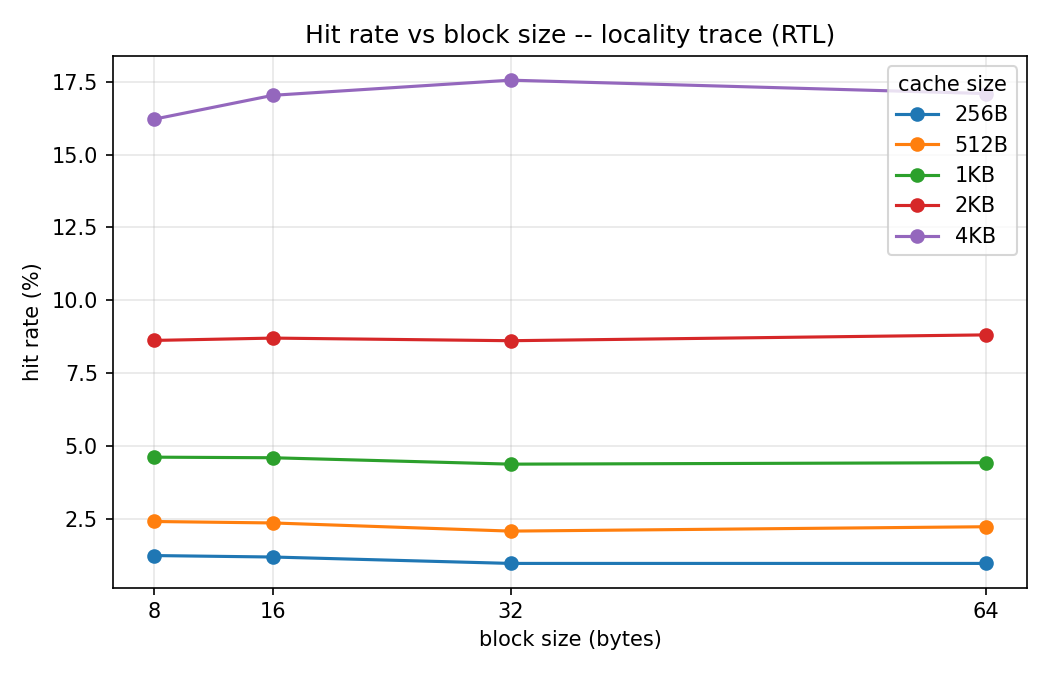 Hit rate vs block size -- locality trace (RTL)
17.5
15.0
12.5
10.0
7.5
5.0
2.5
hit rate (%)
cache size
256B
512B
1KB
2KB
4KB
8
16
32
64
block size (bytes)